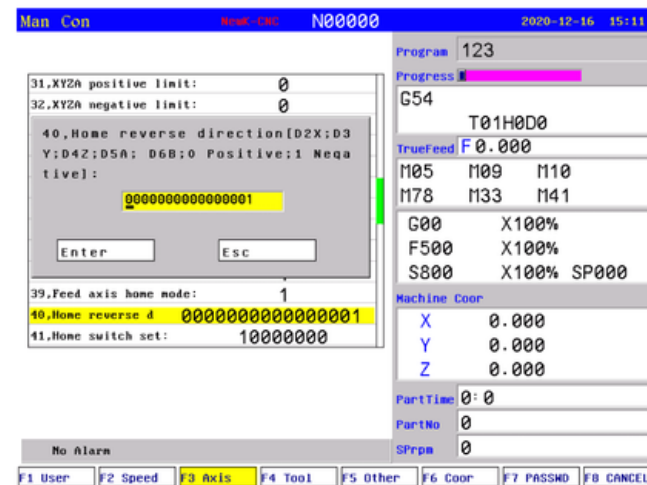 Man Con NewK-CNC N00000 2020-12-16 15:11
Program 123
Progress
31,XYZA positive limit: 0
32,XYZA negative limit: 0
40,Home reverse direction[D2X;D3
Y;D4Z;D5A; D6B;0 Positive;1 Nega
tive]:
0000000000000001
Enter Esc
39,Feed axis home mode: 1
40,Home reverse d 0000000000000001
41,Home switch set: 10000000
G54
T01H0D0
TrueFeed F 0.000
M05 M09 M10
M78 M33 M41
G00 X100%
F500 X100%
S800 X100% SP000
Machine Coor
X 0.000
Y 0.000
Z 0.000
PartTime 0:0
PartNo 0
SPrpm 0
No Alarm
F1 User F2 Speed F3 Axis F4 Tool F5 Other F6 Coor F7 PASSWD F8 CANCEL